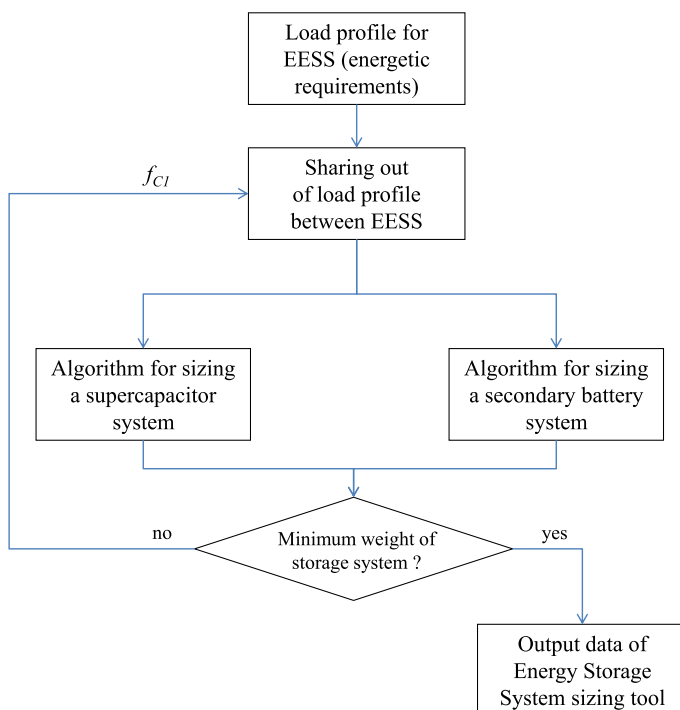 Load profile for
EESS (energetic
requirements)
f_{C1}
Sharing out
of load profile
between EESS
Algorithm for sizing
a supercapacitor
system
Algorithm for sizing
a secondary battery
system
no
Minimum weight of
storage system ?
yes
Output data of
Energy Storage
System sizing tool